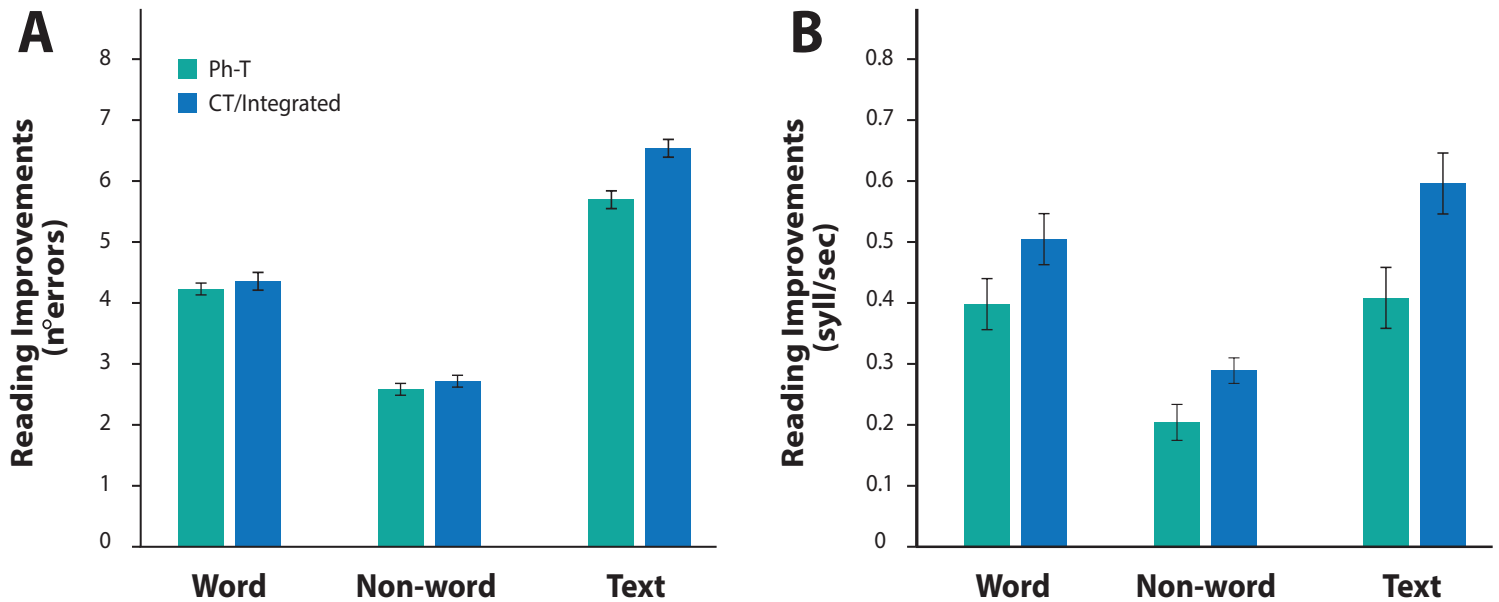 A
Reading Improvements
(n°errors)
8
7
6
5
4
3
2
1
0
Ph-T
CT/Integrated
Word
Non-word
Text
B
Reading Improvements
(syll/sec)
0.8
0.7
0.6
0.5
0.4
0.3
0.2
0.1
0
Word
Non-word
Text